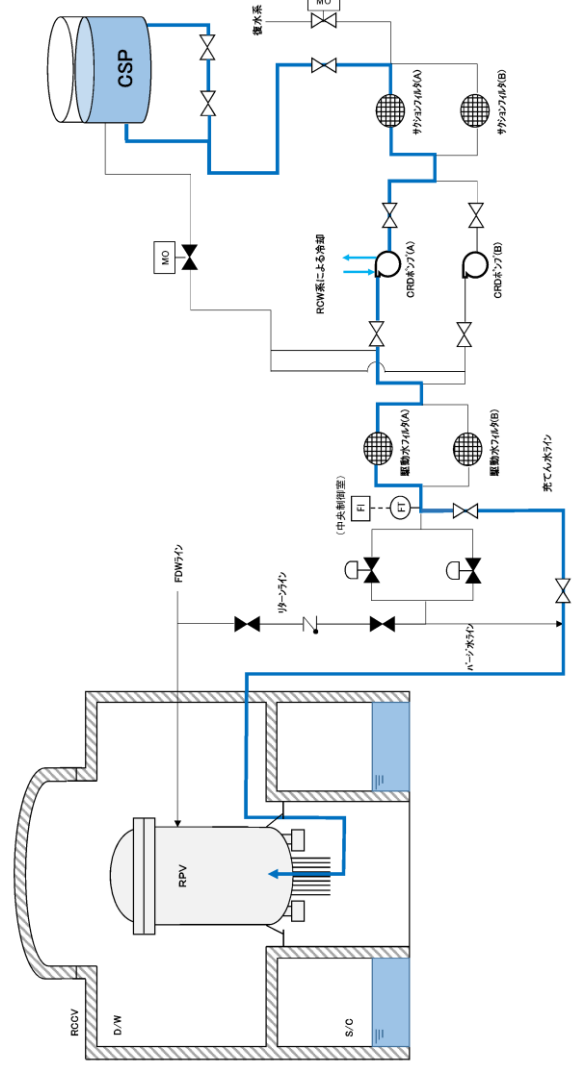 MO
復水系
CSP
サクションフィルタ(A)
サクションフィルタ(B)
MO
RCW系による冷却
CRDポンプ(A)
CRDポンプ(B)
駆動水フィルタ(A)
駆動水フィルタ(B)
(中央制御室)
FI
FT
充てん水ライン
FDWライン
リターンライン
パージ水ライン
RPV
RCCV
D/W
S/C